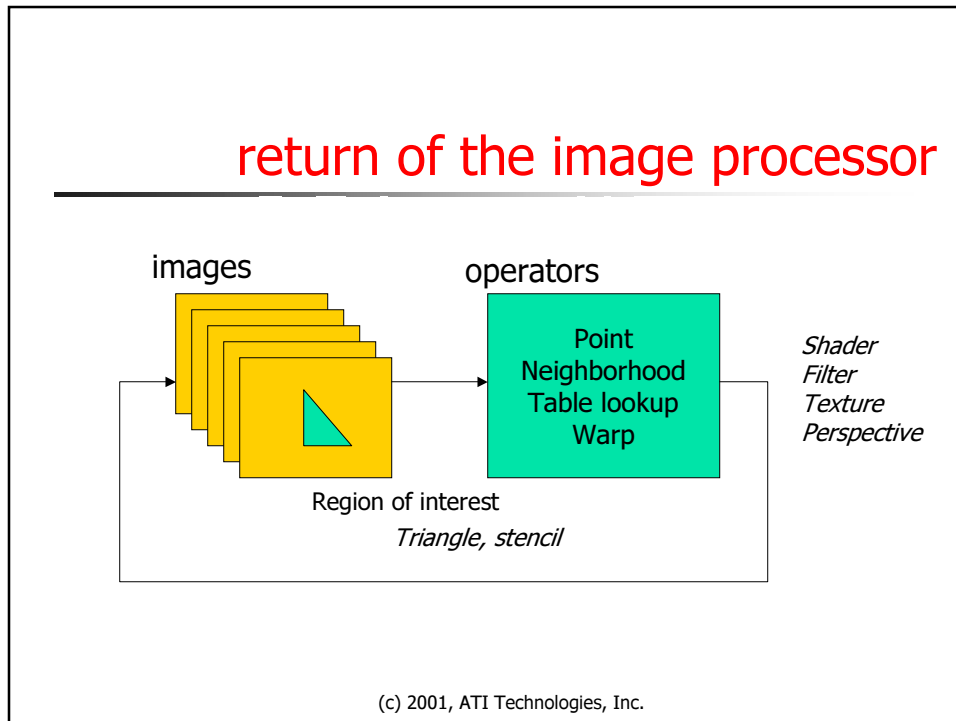 return of the image processor
images
operators
Point
Neighborhood
Table lookup
Warp
Shader
Filter
Texture
Perspective
Region of interest
Triangle, stencil
(c) 2001, ATI Technologies, Inc.